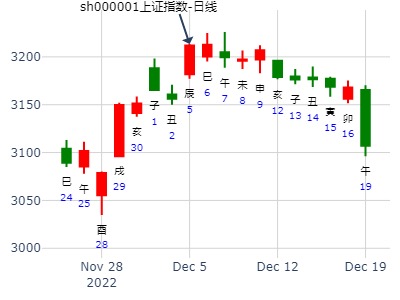 sh000001上证指数-日线
3200
3150
3100
3050
3000
巳
24
午
25
酉
28
戌
29
亥
30
子
1
丑
2
辰
5
巳
6
午
7
未
8
申
9
亥
12
子
13
丑
14
寅
15
卯
16
午
19
Nov 28
2022
Dec 5
Dec 12
Dec 19